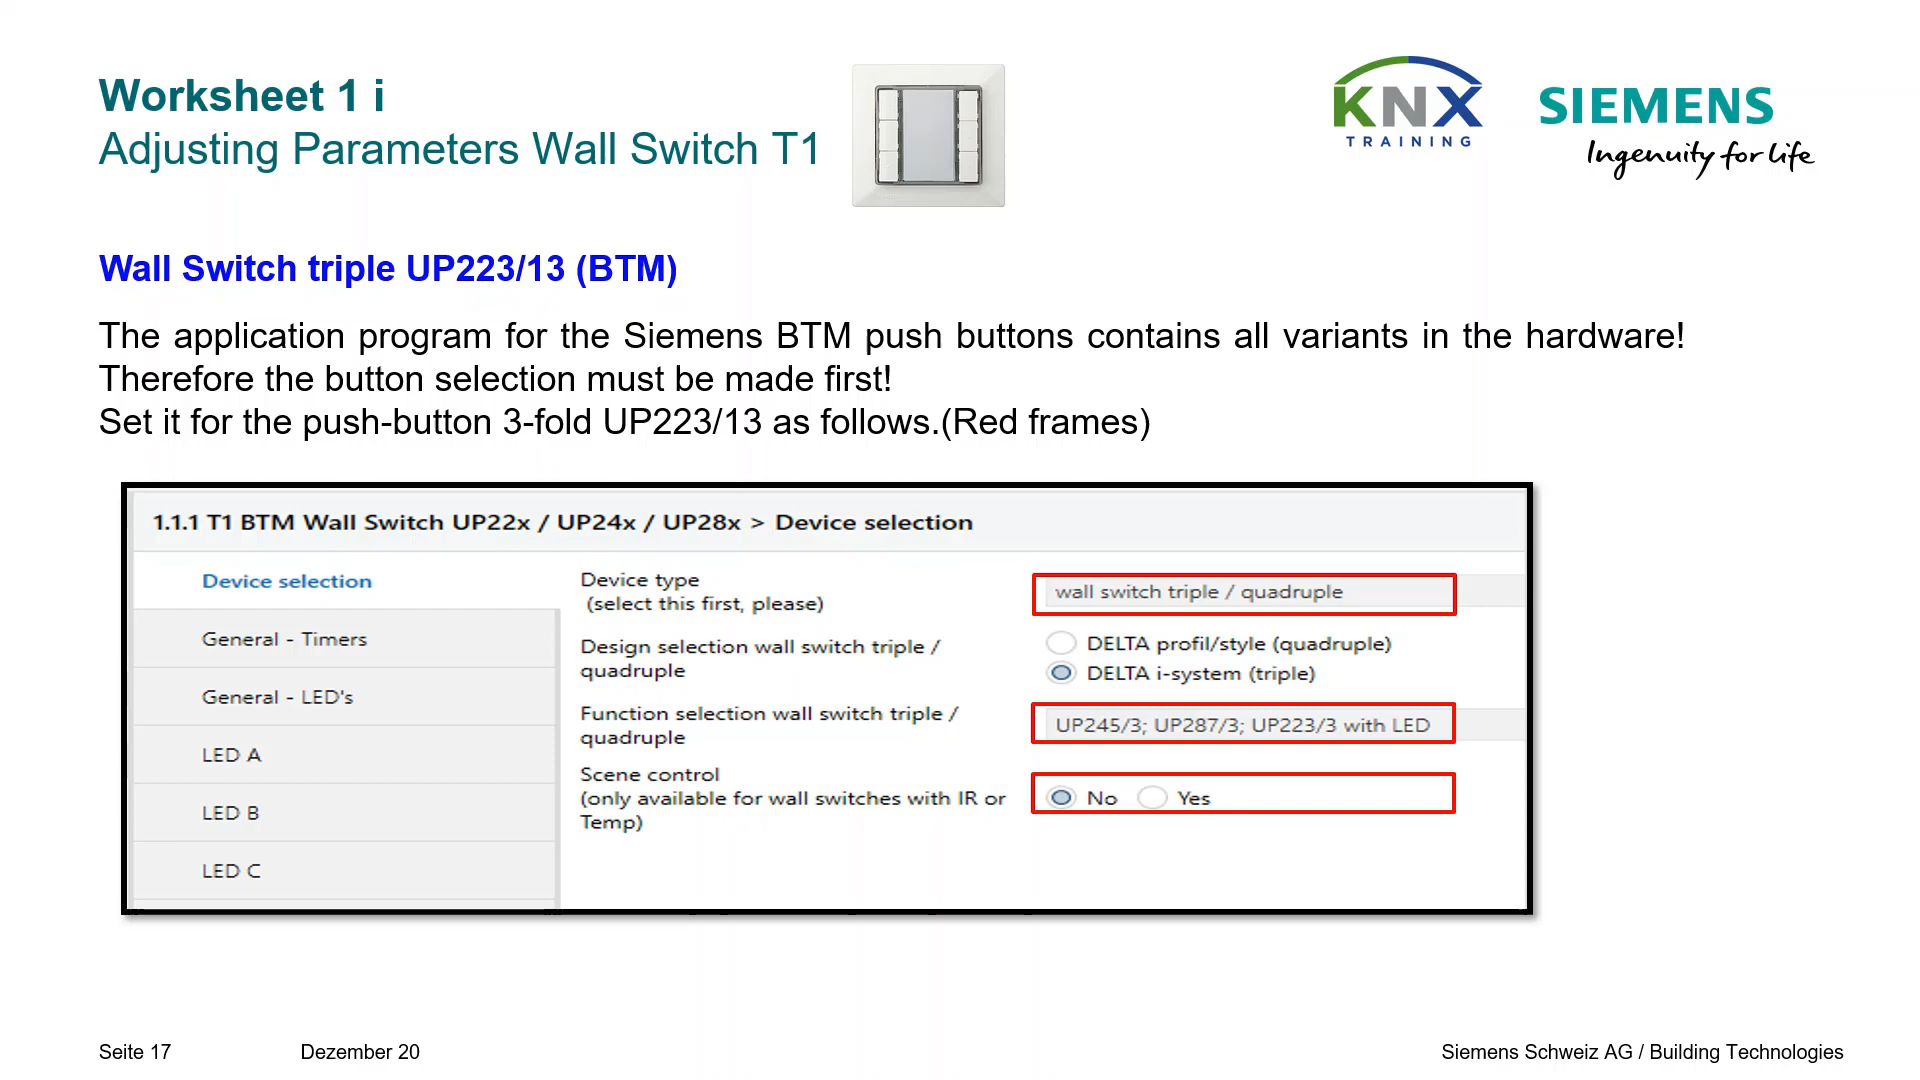 Worksheet 1 i
Adjusting Parameters Wall Switch T1
KNX
TRAINING
SIEMENS
Ingenuity for life
Wall Switch triple UP223/13 (BTM)
The application program for the Siemens BTM push buttons contains all variants in the hardware!
Therefore the button selection must be made first!
Set it for the push-button 3-fold UP223/13 as follows.(Red frames)
1.1.1 T1 BTM Wall Switch UP22x / UP24x / UP28x > Device selection
Device selection
General - Timers
General - LED's
LED A
LED B
LED C
Device type
(select this first, please)
wall switch triple / quadruple
Design selection wall switch triple /
quadruple
DELTA profil/style (quadruple)
DELTA i-system (triple)
Function selection wall switch triple /
quadruple
UP245/3; UP287/3; UP223/3 with LED
Scene control
(only available for wall switches with IR or
Temp)
No Yes
Seite 17
Dezember 20
Siemens Schweiz AG / Building Technologies